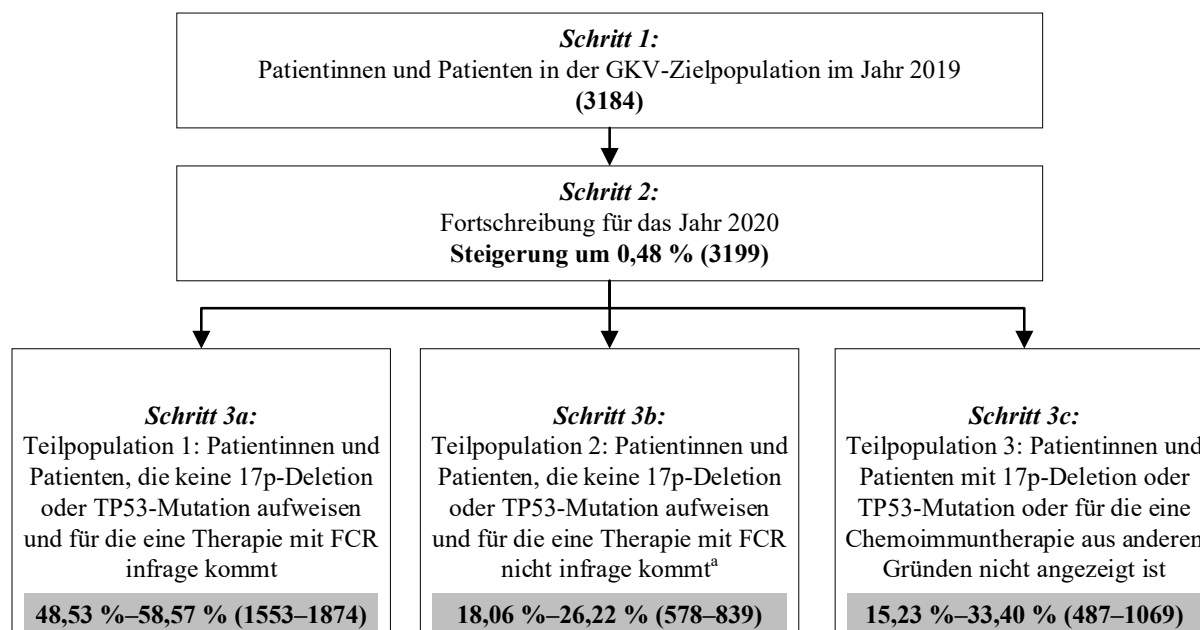 Schritt 1:
Patientinnen und Patienten in der GKV-Zielpopulation im Jahr 2019
(3184)
Schritt 2:
Fortschreibung für das Jahr 2020
Steigerung um 0,48 % (3199)
Schritt 3a:
Teilpopulation 1: Patientinnen und
Patienten, die keine 17p-Deletion
oder TP53-Mutation aufweisen
und für die eine Therapie mit FCR
infrage kommt
48,53 %–58,57 % (1553–1874)
Schritt 3b:
Teilpopulation 2: Patientinnen und
Patienten, die keine 17p-Deletion
oder TP53-Mutation aufweisen
und für die eine Therapie mit FCR
nicht infrage kommtᵃ
18,06 %–26,22 % (578–839)
Schritt 3c:
Teilpopulation 3: Patientinnen und
Patienten mit 17p-Deletion oder
TP53-Mutation oder für die eine
Chemoimmuntherapie aus anderen
Gründen nicht angezeigt ist
15,23 %–33,40 % (487–1069)